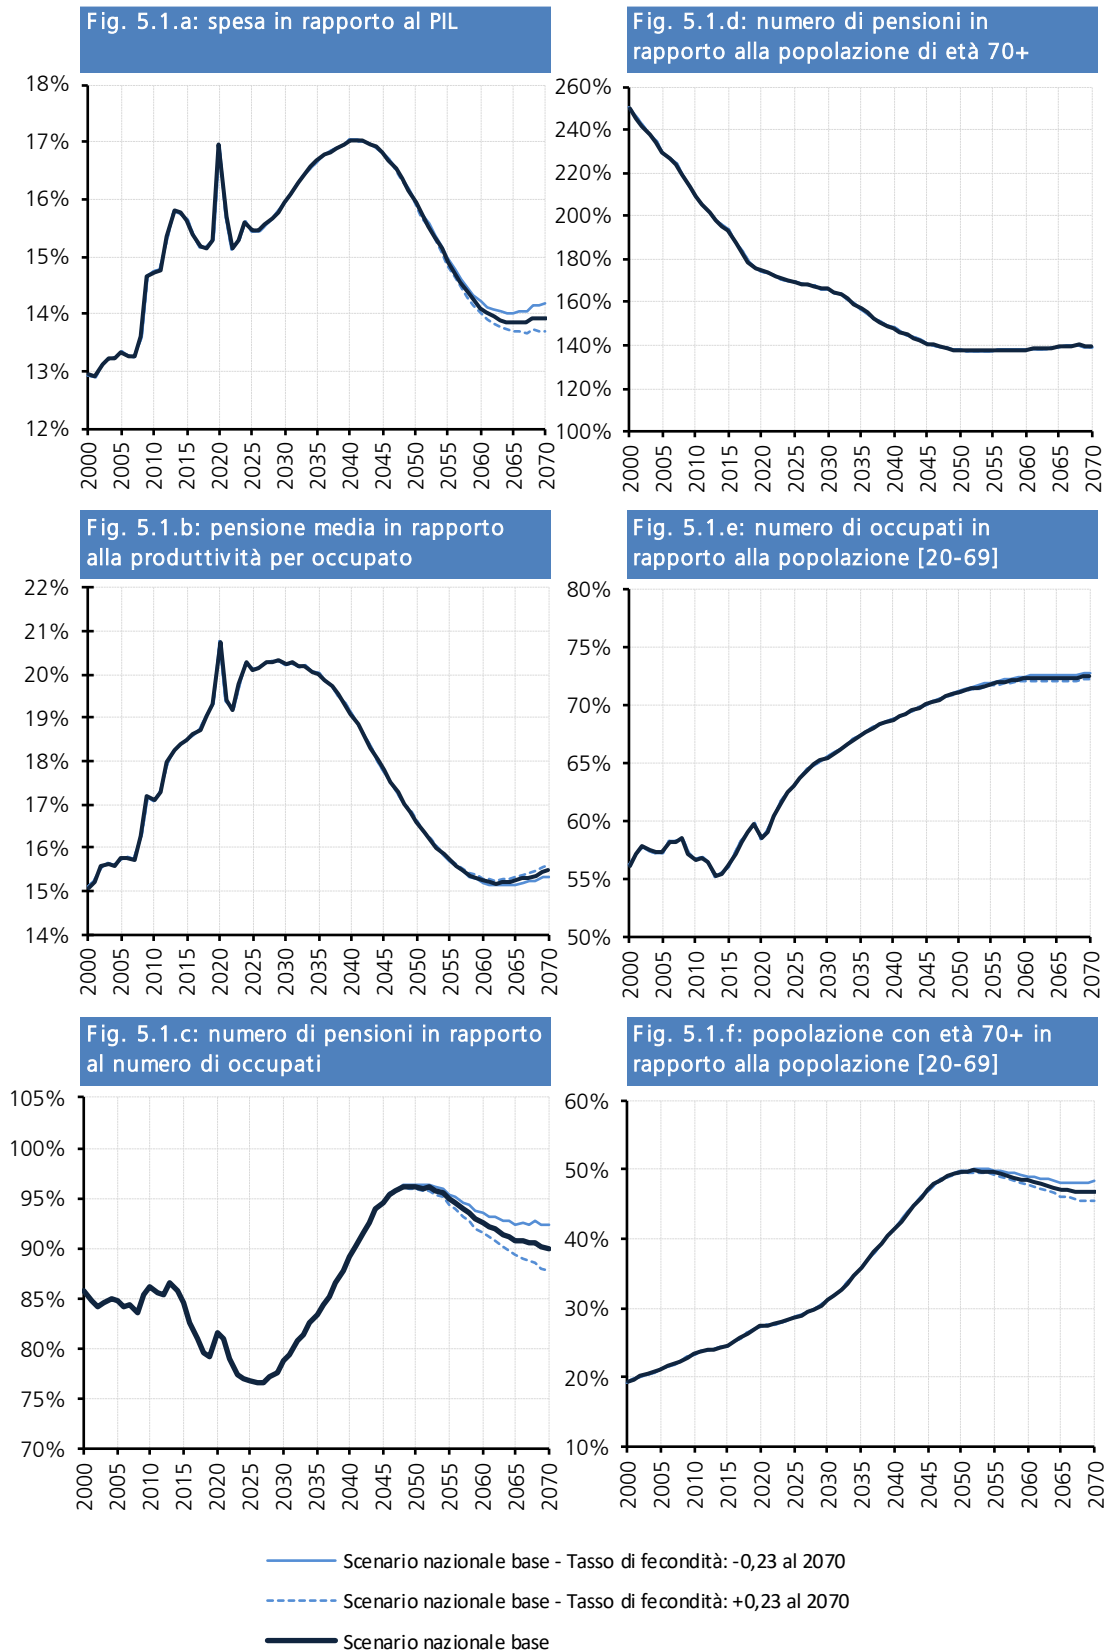 Fig. 5.1.a: spesa in rapporto al PIL
18%
17%
16%
15%
14%
13%
12%
2000 2005 2010 2015 2020 2025 2030 2035 2040 2045 2050 2055 2060 2065 2070
Fig. 5.1.d: numero di pensioni in
rapporto alla popolazione di età 70+
260%
240%
220%
200%
180%
160%
140%
120%
100%
2000 2005 2010 2015 2020 2025 2030 2035 2040 2045 2050 2055 2060 2065 2070
Fig. 5.1.b: pensione media in rapporto
alla produttività per occupato
22%
21%
20%
19%
18%
17%
16%
15%
14%
2000 2005 2010 2015 2020 2025 2030 2035 2040 2045 2050 2055 2060 2065 2070
Fig. 5.1.e: numero di occupati in
rapporto alla popolazione [20-69]
80%
75%
70%
65%
60%
55%
50%
2000 2005 2010 2015 2020 2025 2030 2035 2040 2045 2050 2055 2060 2065 2070
Fig. 5.1.c: numero di pensioni in rapporto
al numero di occupati
105%
100%
95%
90%
85%
80%
75%
70%
2000 2005 2010 2015 2020 2025 2030 2035 2040 2045 2050 2055 2060 2065 2070
Fig. 5.1.f: popolazione con età 70+ in
rapporto alla popolazione [20-69]
60%
50%
40%
30%
20%
10%
2000 2005 2010 2015 2020 2025 2030 2035 2040 2045 2050 2055 2060 2065 2070
Scenario nazionale base - Tasso di fecondità: -0,23 al 2070
Scenario nazionale base - Tasso di fecondità: +0,23 al 2070
Scenario nazionale base